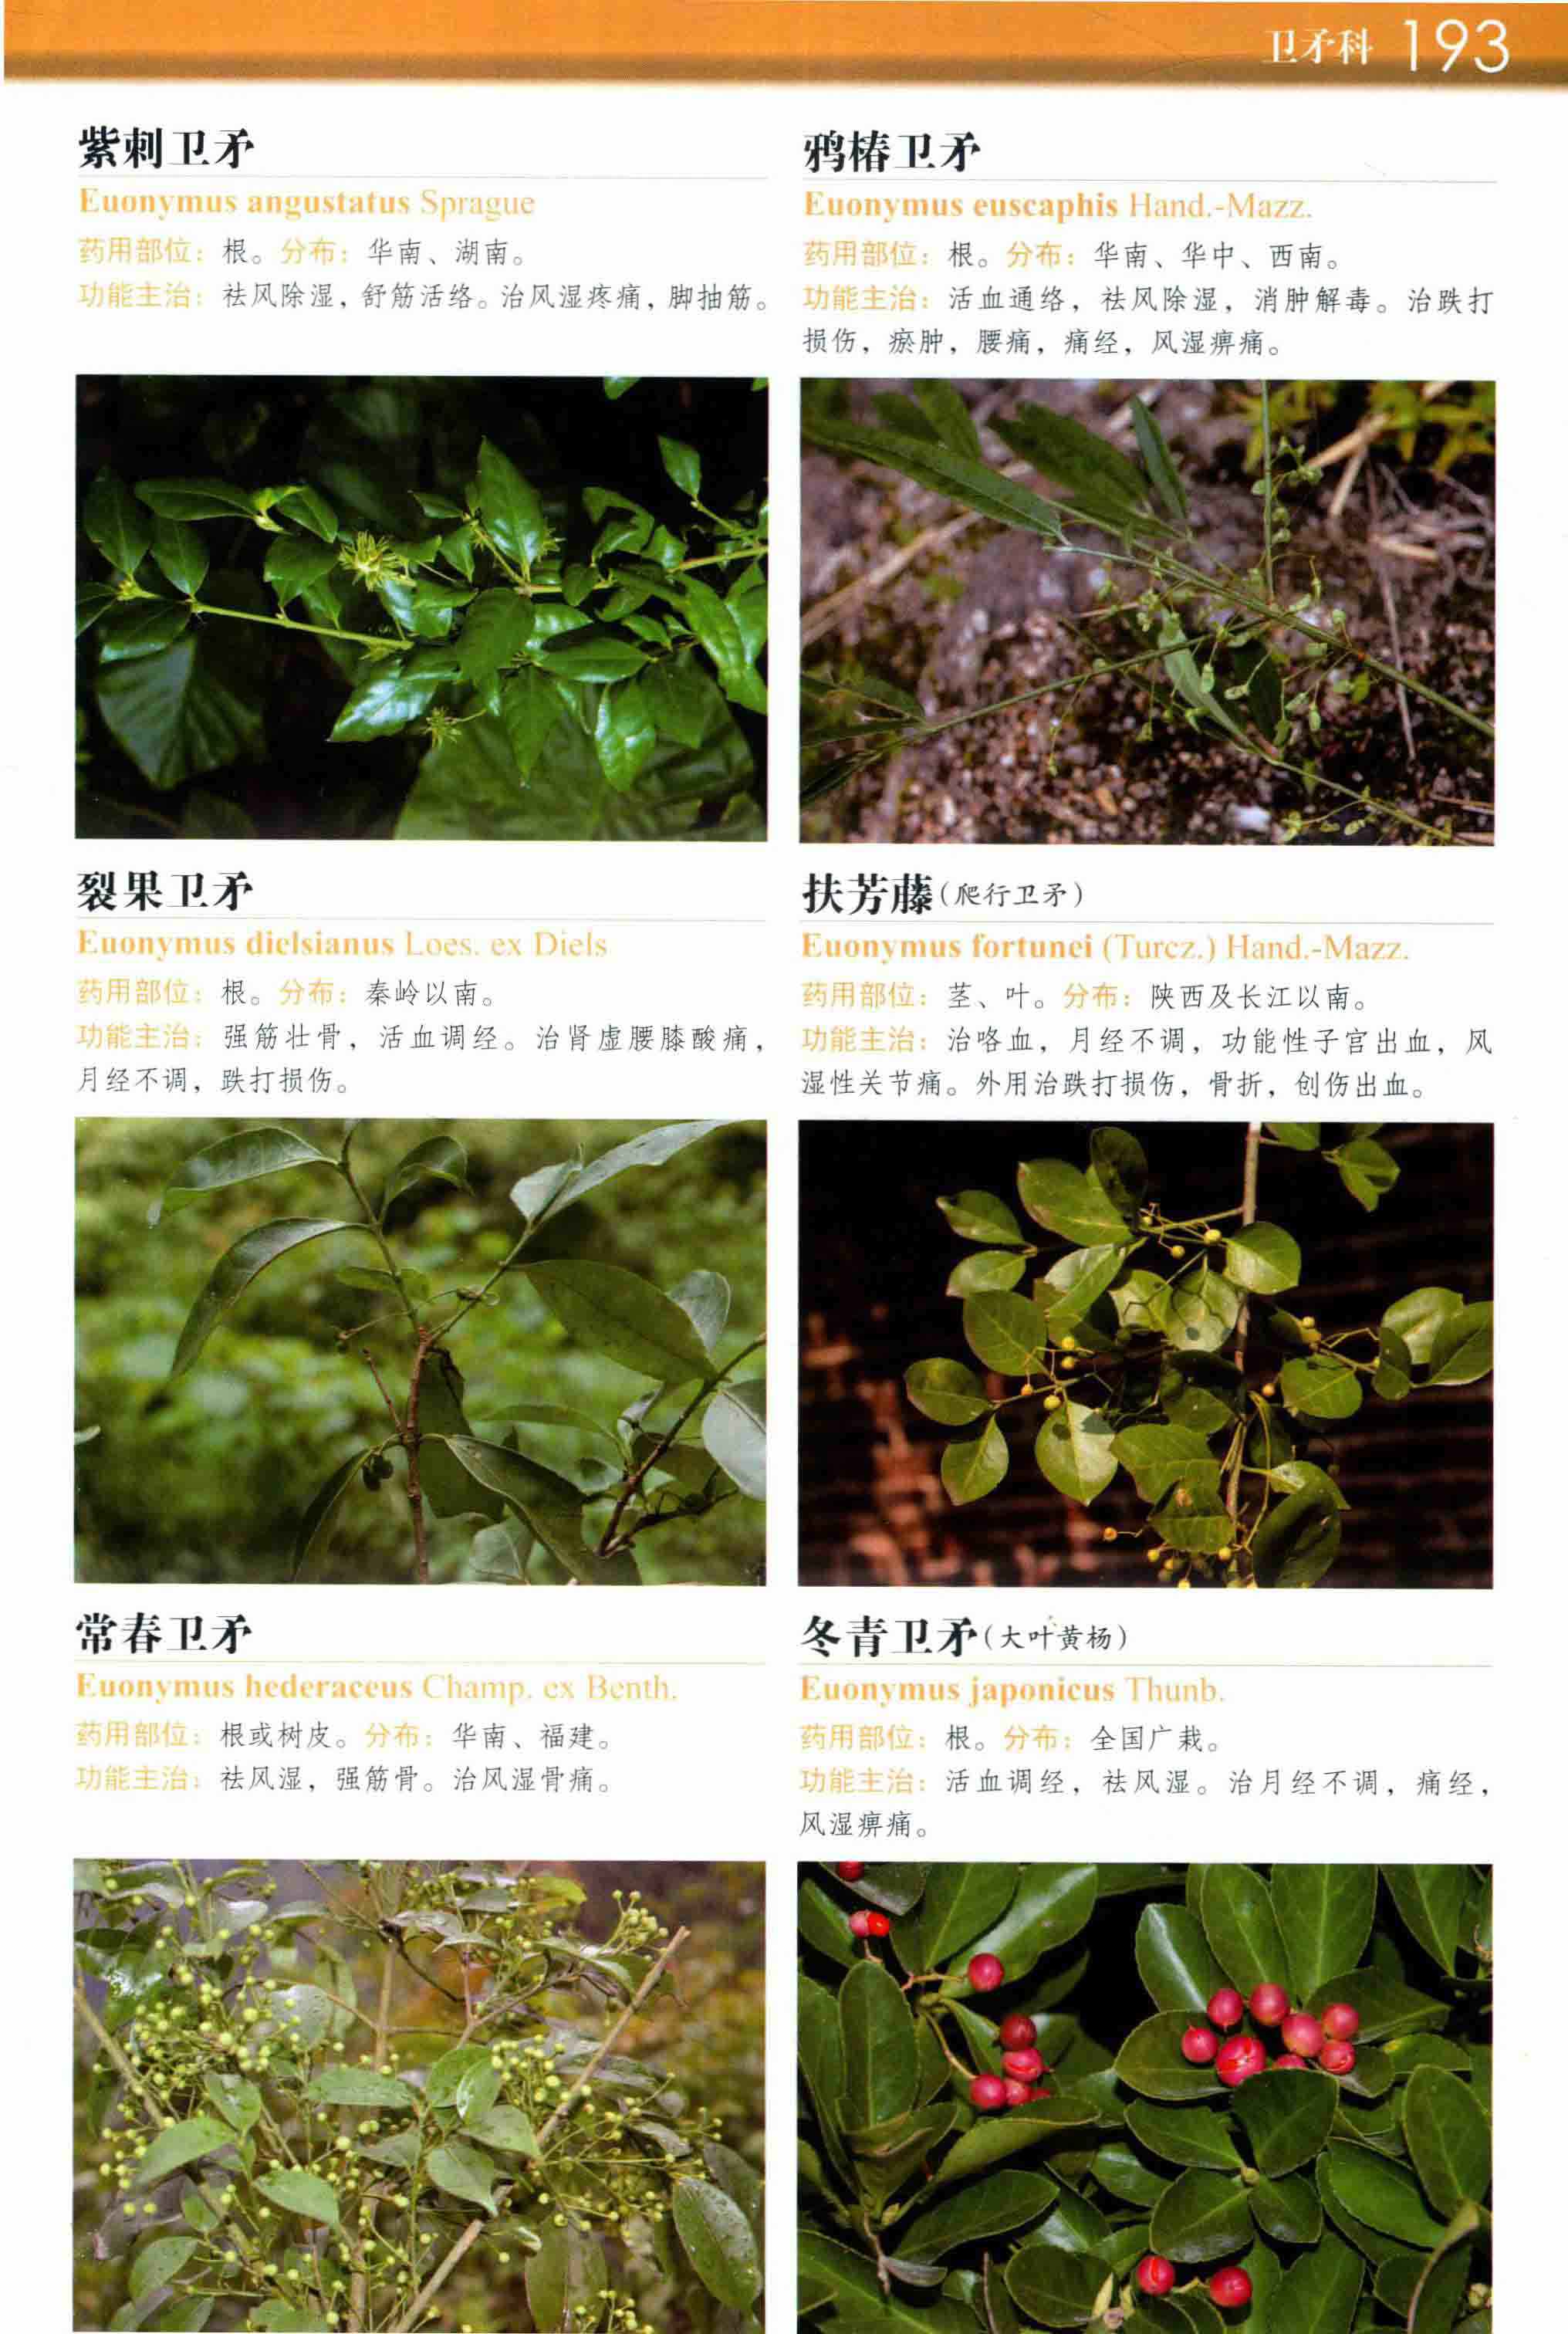 卫矛科 193
紫刺卫矛
Euonymus angustatus Sprague
药用部位：根。分布：华南、湖南。
功能主治：祛风除湿，舒筋活络。治风湿疼痛，脚抽筋。
鸦椿卫矛
Euonymus euscaphis Hand.-Mazz.
药用部位：根。分布：华南、华中、西南。
功能主治：活血通络，祛风除湿，消肿解毒。治跌打
损伤，瘀肿，腰痛，痛经，风湿痹痛。
裂果卫矛
Euonymus dielsianus Loes. ex Diels
药用部位：根。分布：秦岭以南。
功能主治：强筋壮骨，活血调经。治肾虚腰膝酸痛，
月经不调，跌打损伤。
扶芳藤（爬行卫矛）
Euonymus fortunei (Turcz.) Hand.-Mazz.
药用部位：茎、叶。分布：陕西及长江以南。
功能主治：治咯血，月经不调，功能性子宫出血，风
湿性关节痛。外用治跌打损伤，骨折，创伤出血。
常春卫矛
Euonymus hederaceus Champ. ex Benth.
药用部位：根或树皮。分布：华南、福建。
功能主治：祛风湿，强筋骨。治风湿骨痛。
冬青卫矛（大叶黄杨）
Euonymus japonicus Thunb.
药用部位：根。分布：全国广栽。
功能主治：活血调经，祛风湿。治月经不调，痛经，
风湿痹痛。